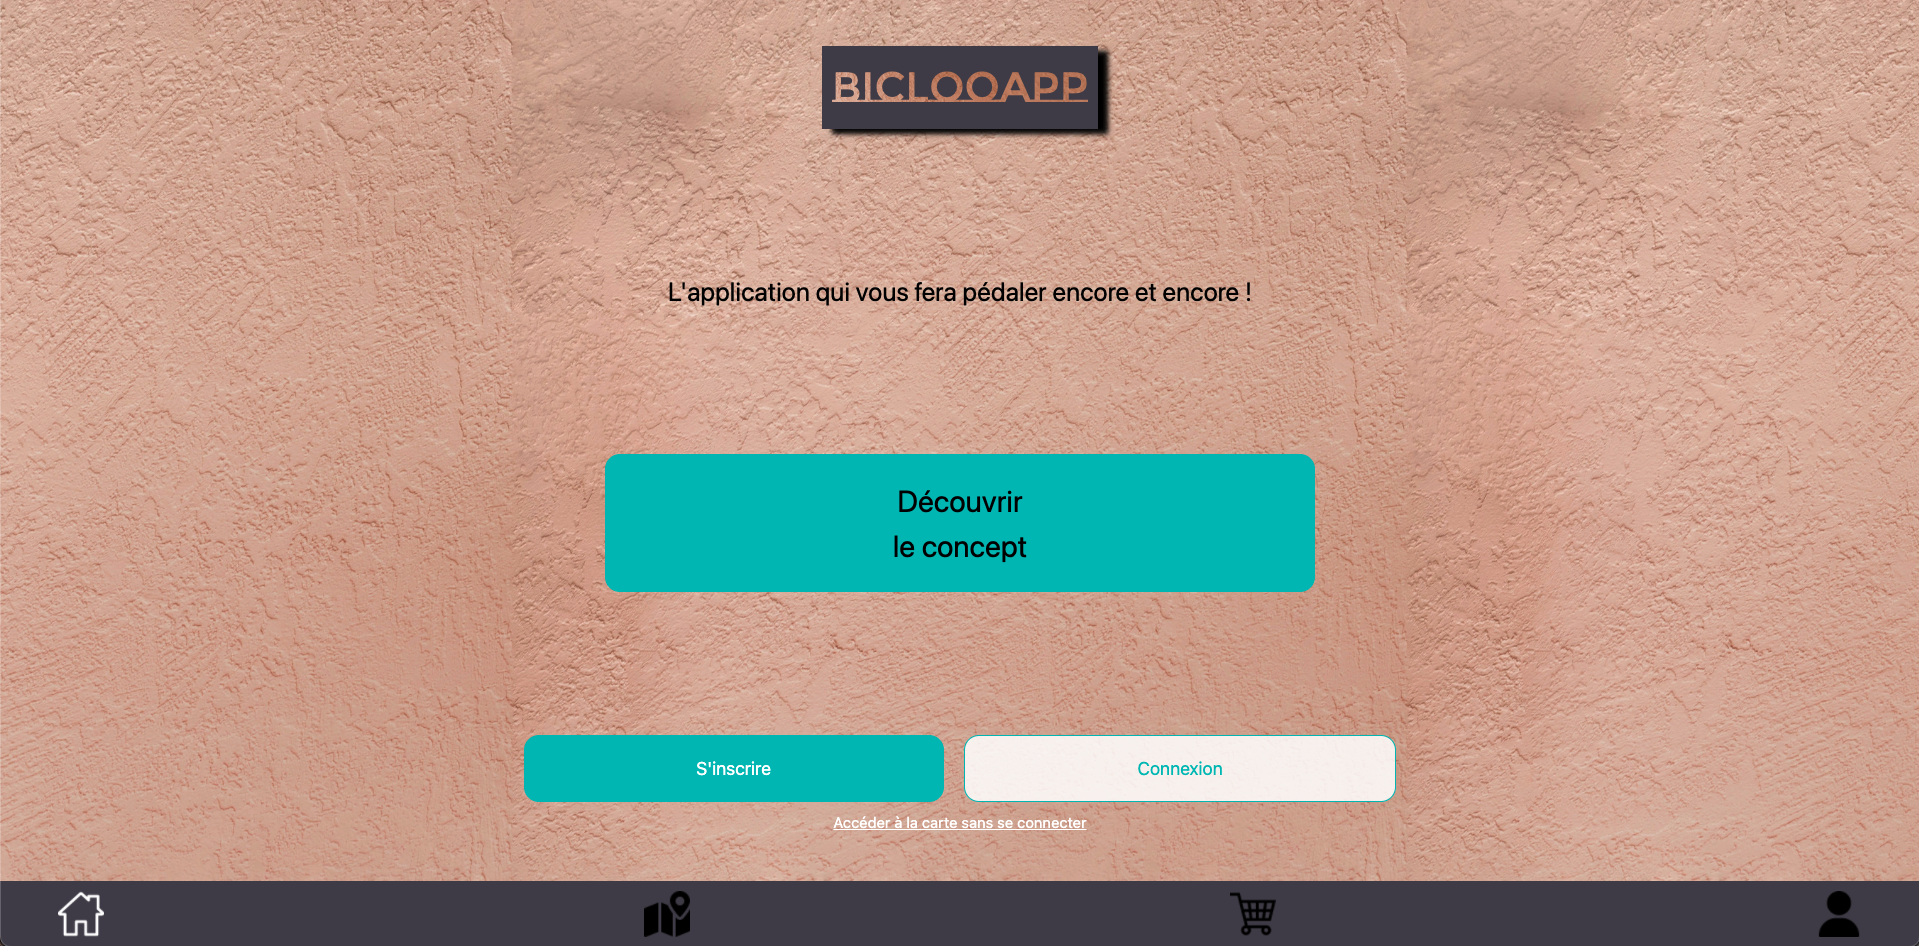 BICLOOAPP
L'application qui vous fera pédaler encore et encore !
Découvrir
le concept
S'inscrire
Connexion
Accéder à la carte sans se connecter